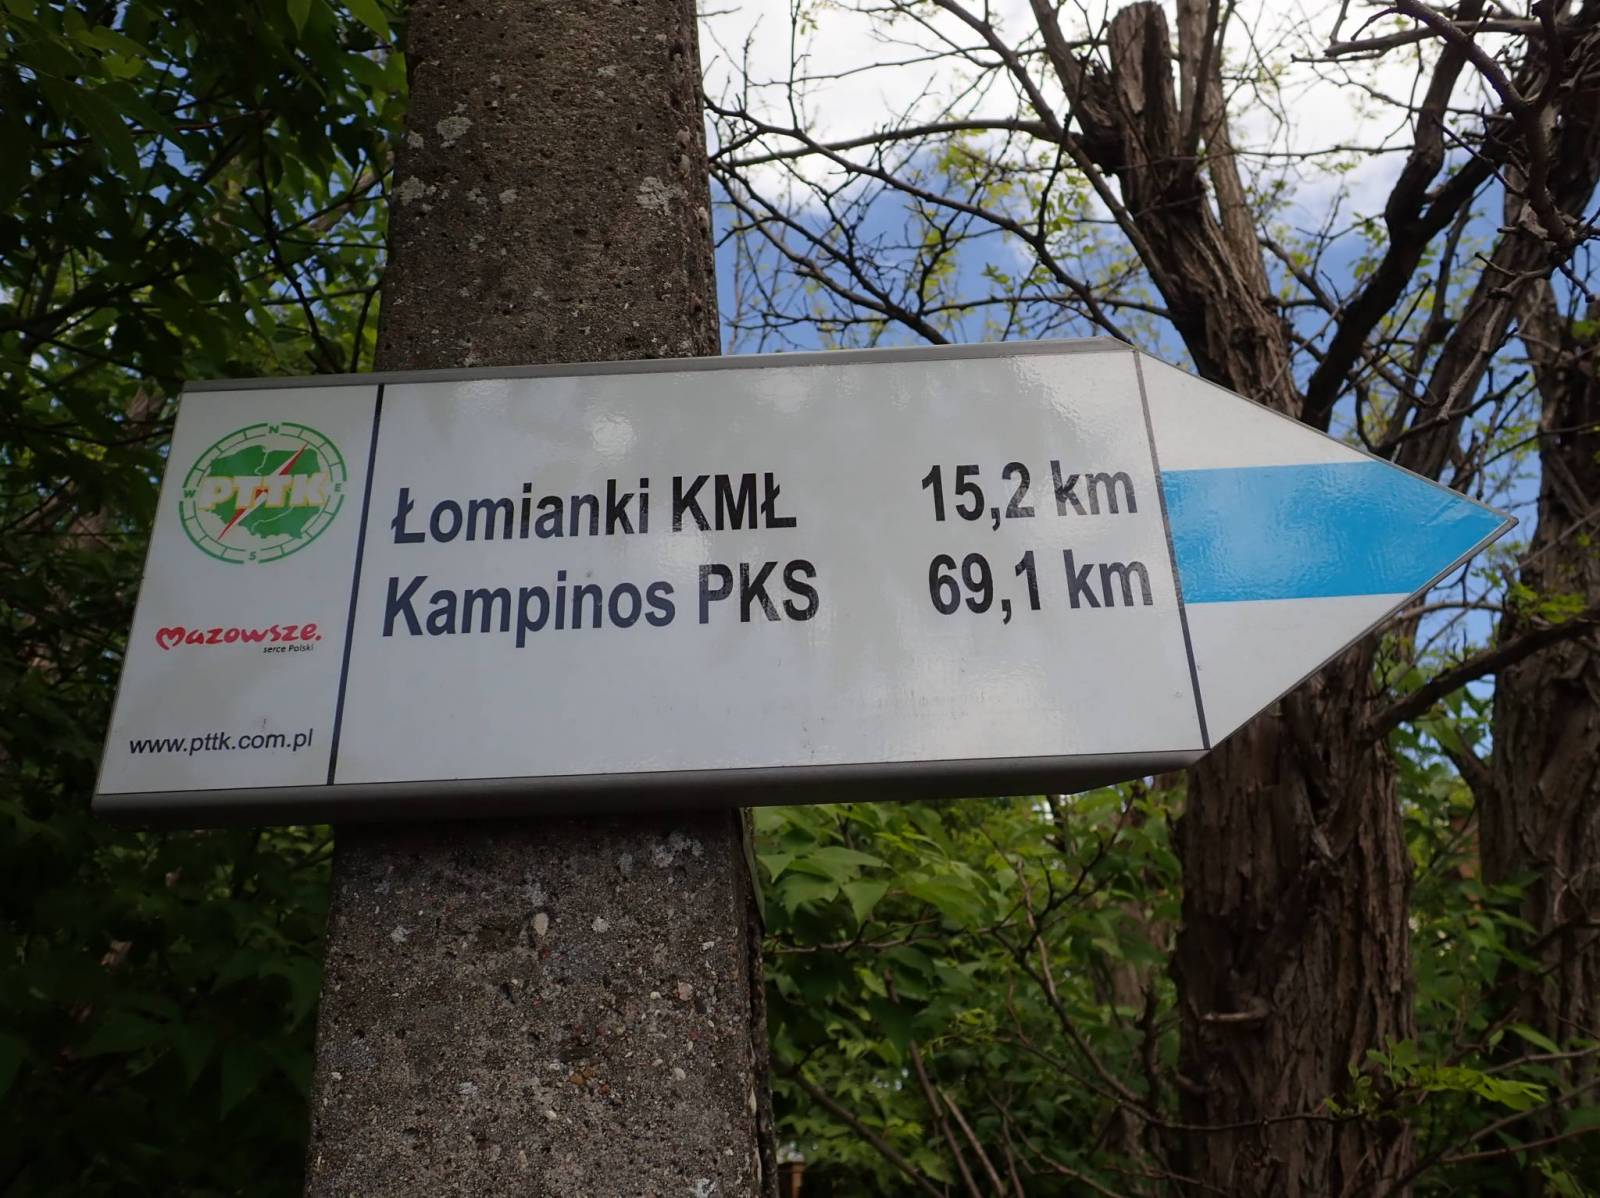 N
W
E
PTTK
S
Mazowsze.
serce Polski
www.pttk.com.pl
Łomianki KMŁ 15,2 km
Kampinos PKS 69,1 km